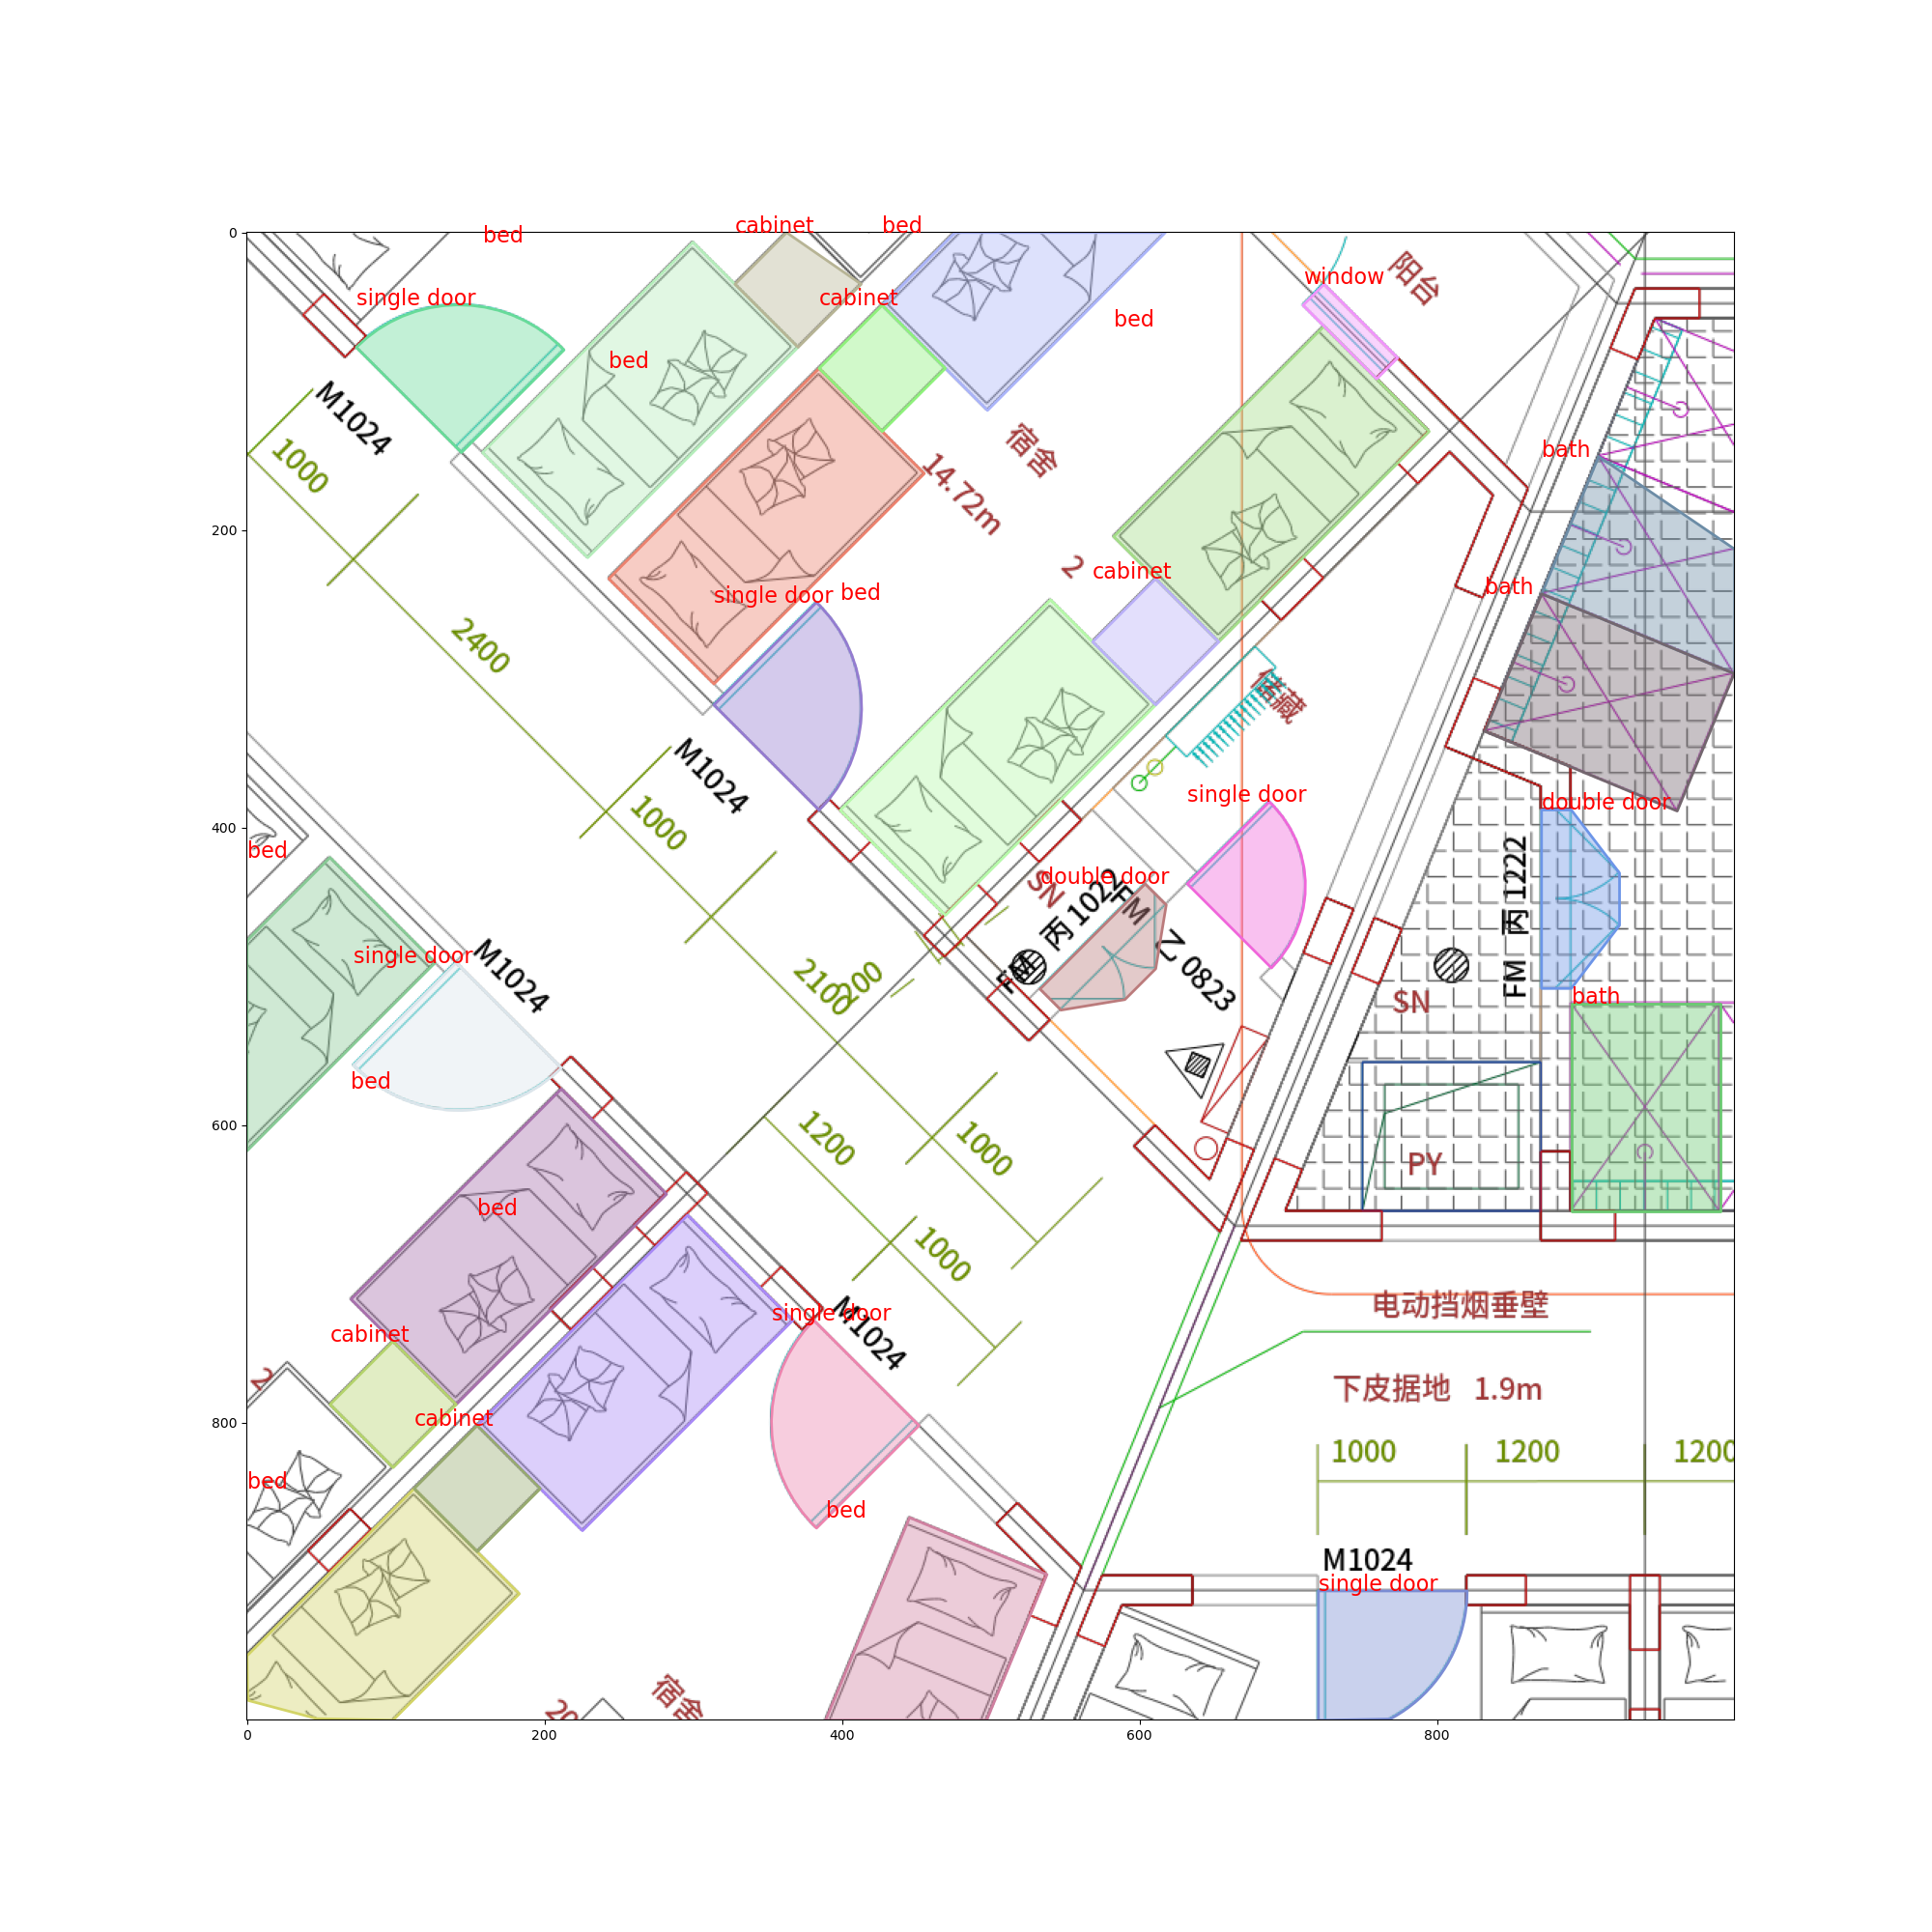 cabinet
bed
bed
0
single door
cabinet
window
阳台
bed
bed
M1024
1000
宿舍
14.72m
bath
200
2
cabinet
bath
single door
bed
2400
储藏
M1024
1000
single door
double door
400
bed
SN
double door
FM 丙 1022
FM 乙 0823
FM 丙 1222
single door
M1024
2100
SN
bath
bed
600
1200
1000
PY
bed
1000
电动挡烟垂壁
cabinet
single door
M1024
2
下皮据地 1.9m
800
cabinet
1000
1200
1200
bed
bed
M1024
single door
宿舍
20
0
200
400
600
800